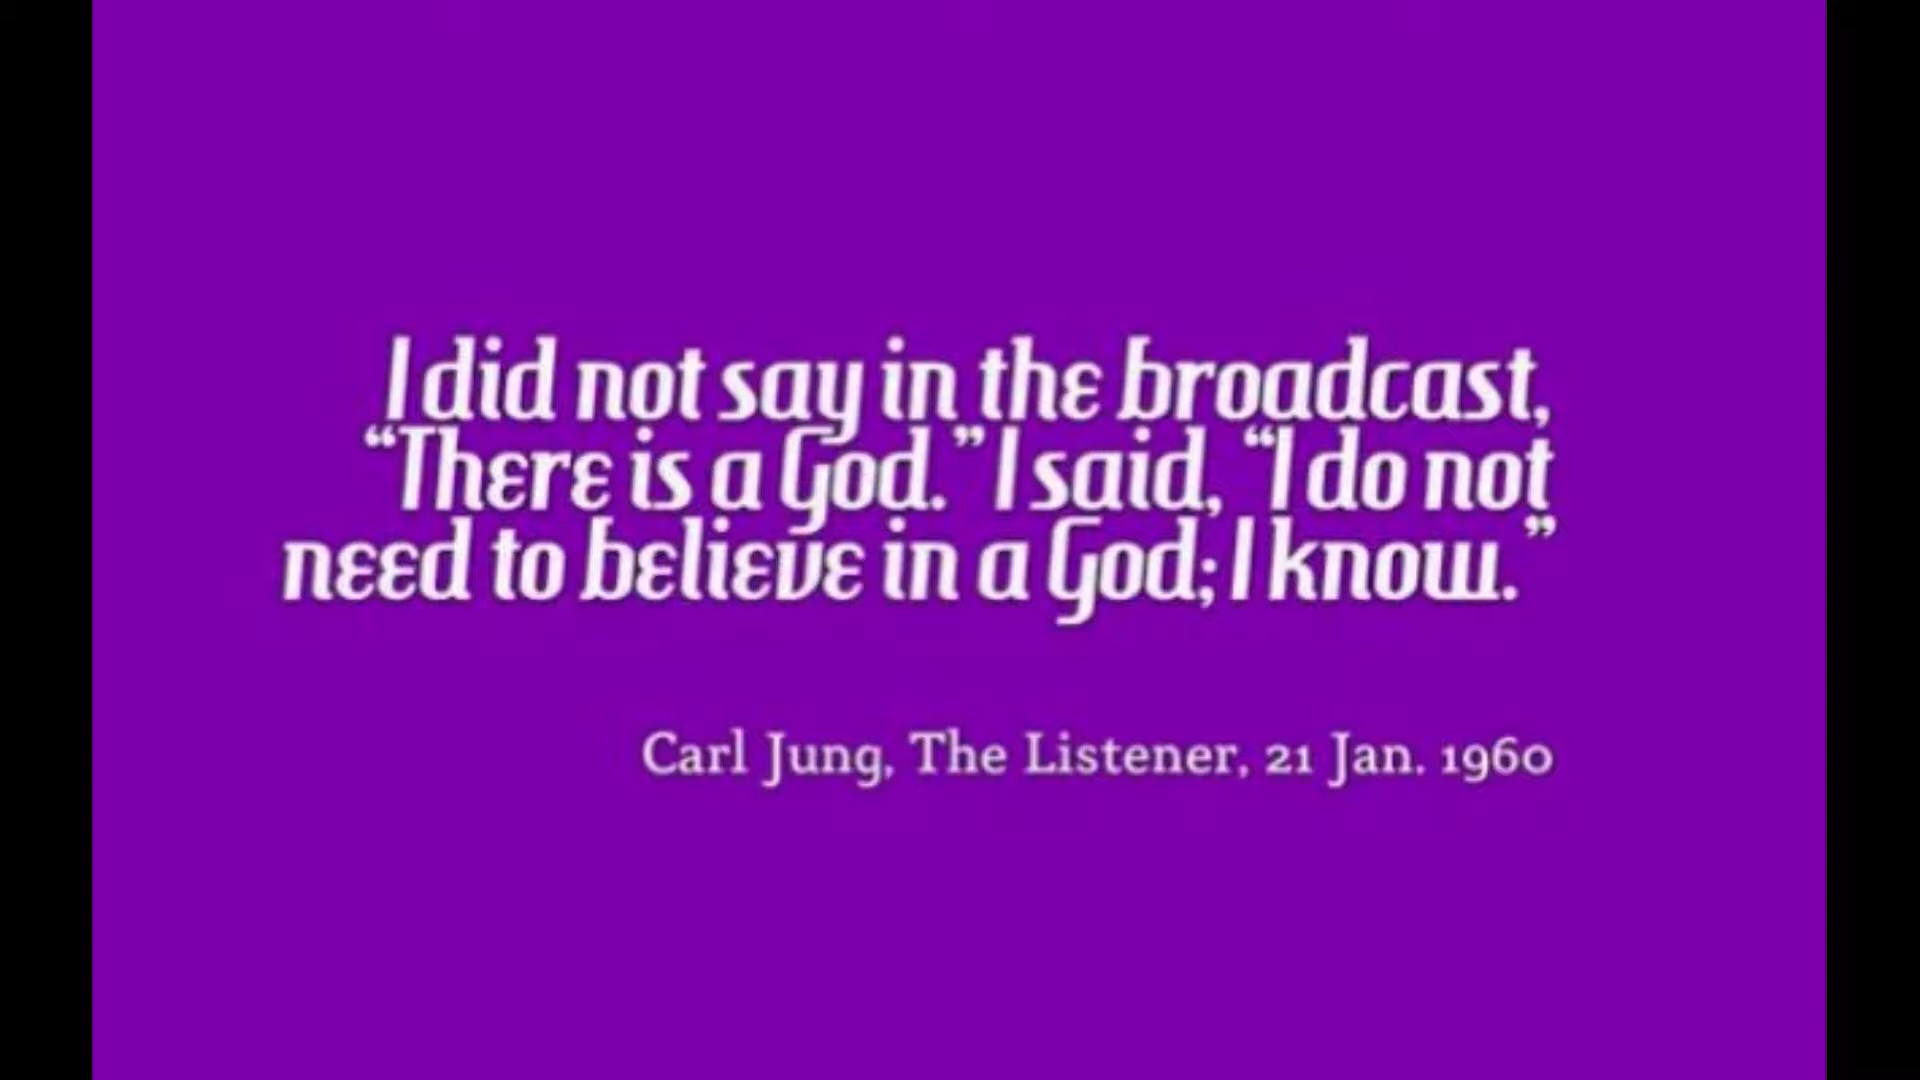 I did not say in the broadcast,
“There is a God.” I said, “I do not
need to believe in a God; I know.”
Carl Jung, The Listener, 21 Jan. 1960